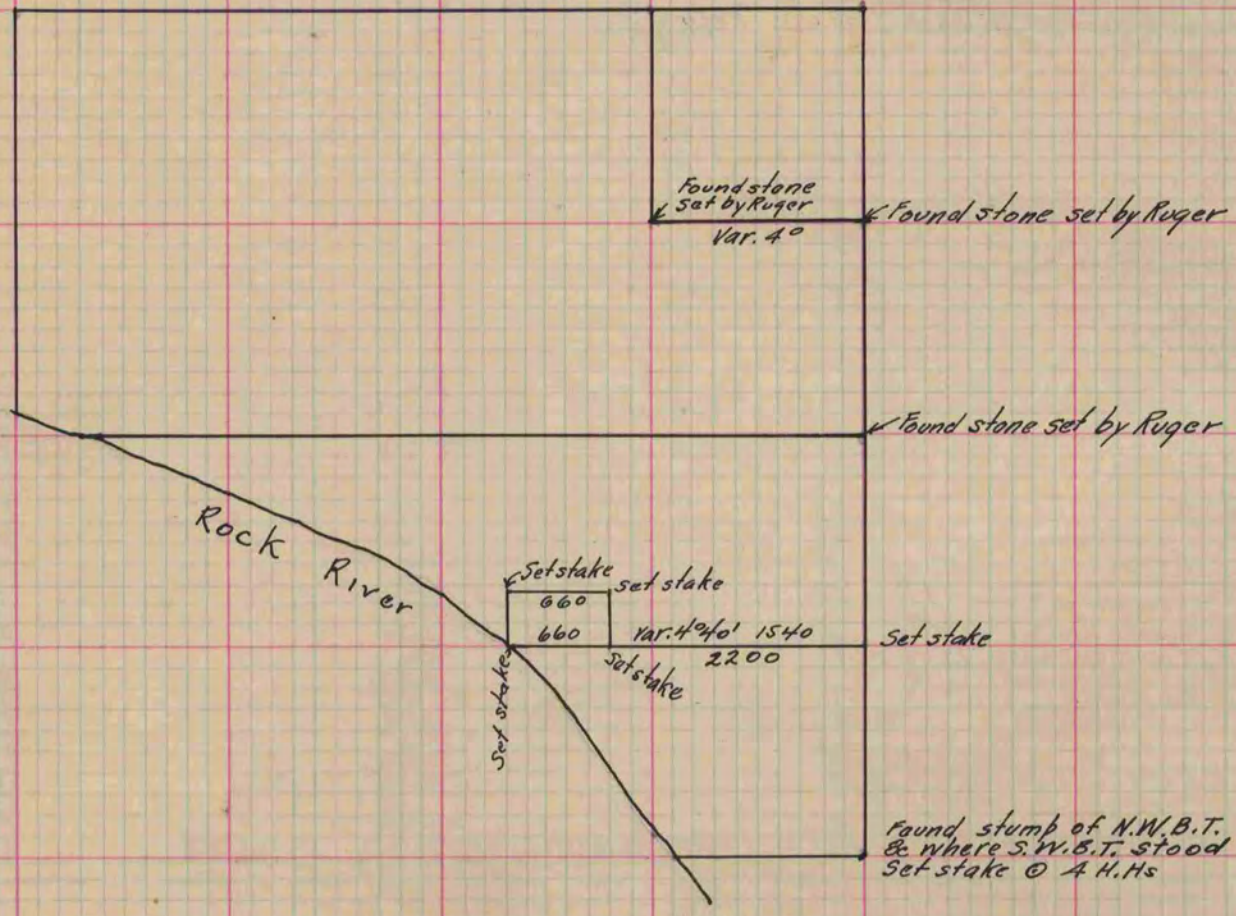 Found stone
set by Ruger
Var. 4°
Found stone set by Ruger
Found stone set by Ruger
Rock River
Set stake
660
set stake
660
Var. 4°40' 1540
2200
Set stake
Set stake
Set stake
Found stump of N.W.B.T.
& where S.W.B.T. stood
Set stake ⊙ 4 H.Hs